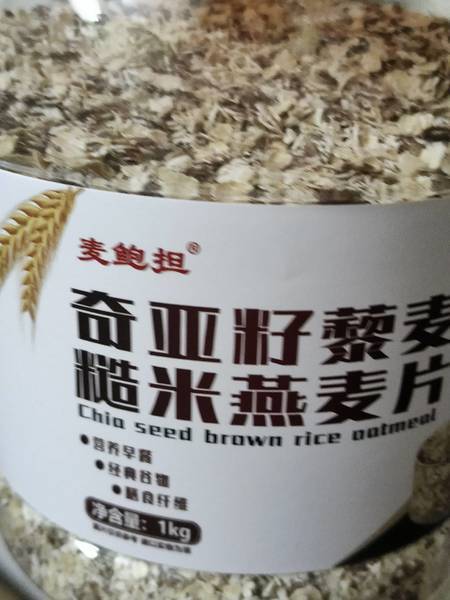 麦鲍担®
奇亚籽藜麦
糙米燕麦片
Chia seed brown rice oatmeal
●营养早餐
●经典谷物
●膳食纤维
净含量：1kg